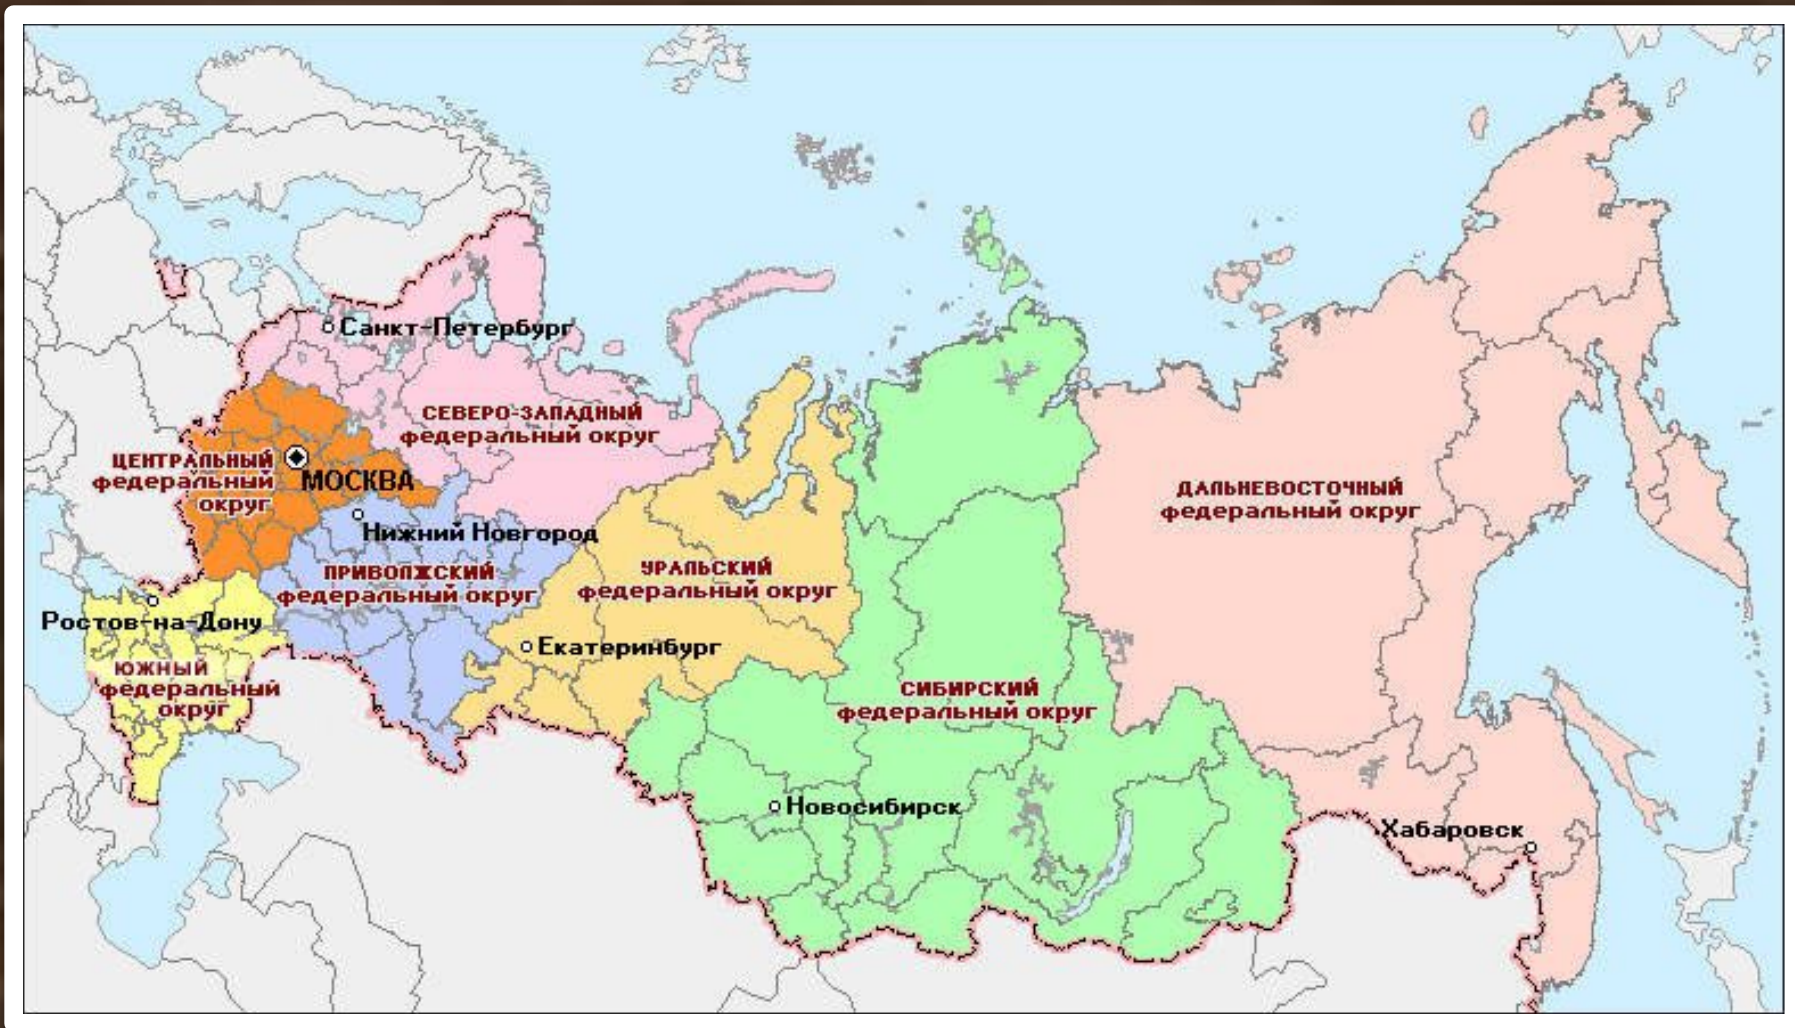 Санкт-Петербург
СЕВЕРО-ЗАПАДНЫЙ
федеральный округ
ЦЕНТРАЛЬНЫЙ
федеральный
округ
МОСКВА
ДАЛЬНЕВОСТОЧНЫЙ
федеральный округ
Нижний Новгород
ПРИВОЛЖСКИЙ
федеральный округ
УРАЛЬСКИЙ
федеральный округ
Ростов-на-Дону
Екатеринбург
ЮЖНЫЙ
федеральный
округ
СИБИРСКИЙ
федеральный округ
Новосибирск
Хабаровск